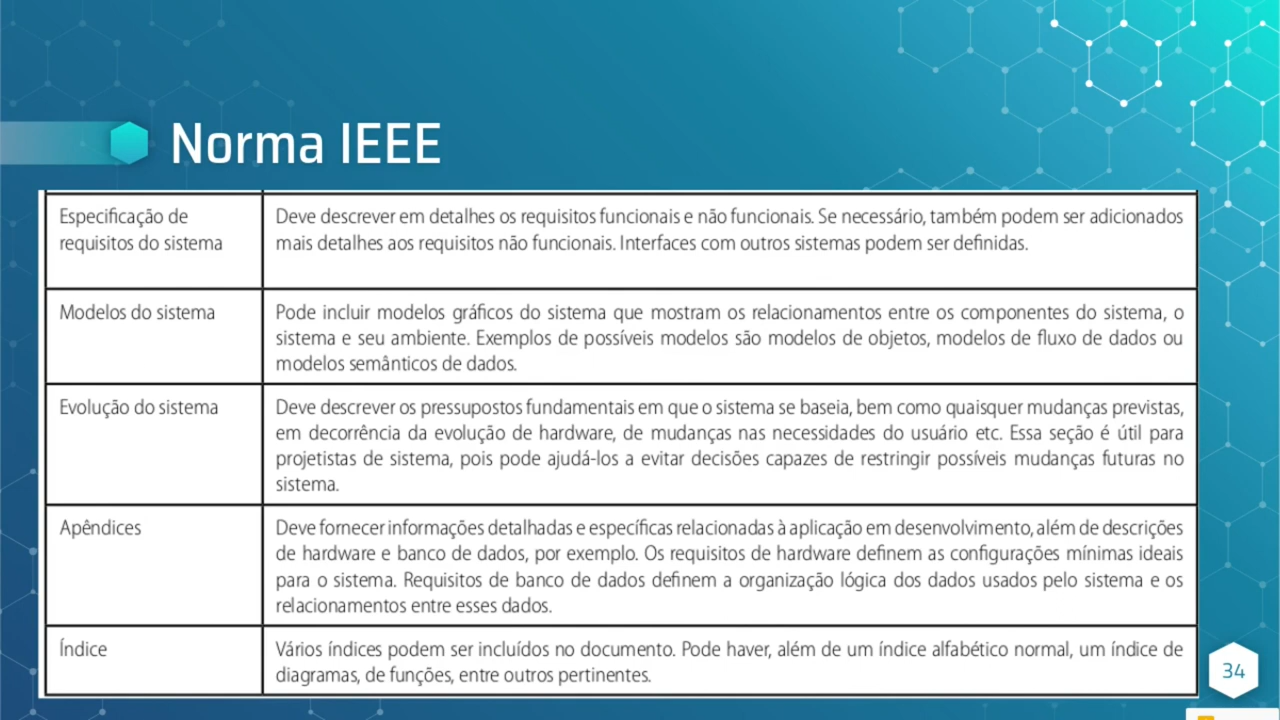 Norma IEEE
Especificação de
requisitos do sistema
Deve descrever em detalhes os requisitos funcionais e não funcionais. Se necessário, também podem ser adicionados
mais detalhes aos requisitos não funcionais. Interfaces com outros sistemas podem ser definidas.
Modelos do sistema
Pode incluir modelos gráficos do sistema que mostram os relacionamentos entre os componentes do sistema, o
sistema e seu ambiente. Exemplos de possíveis modelos são modelos de objetos, modelos de fluxo de dados ou
modelos semânticos de dados.
Evolução do sistema
Deve descrever os pressupostos fundamentais em que o sistema se baseia, bem como quaisquer mudanças previstas,
em decorrência da evolução de hardware, de mudanças nas necessidades do usuário etc. Essa seção é útil para
projetistas de sistema, pois pode ajudá-los a evitar decisões capazes de restringir possíveis mudanças futuras no
sistema.
Apêndices
Deve fornecer informações detalhadas e específicas relacionadas à aplicação em desenvolvimento, além de descrições
de hardware e banco de dados, por exemplo. Os requisitos de hardware definem as configurações mínimas ideais
para o sistema. Requisitos de banco de dados definem a organização lógica dos dados usados pelo sistema e os
relacionamentos entre esses dados.
Índice
Vários índices podem ser incluídos no documento. Pode haver, além de um índice alfabético normal, um índice de
diagramas, de funções, entre outros pertinentes.
34